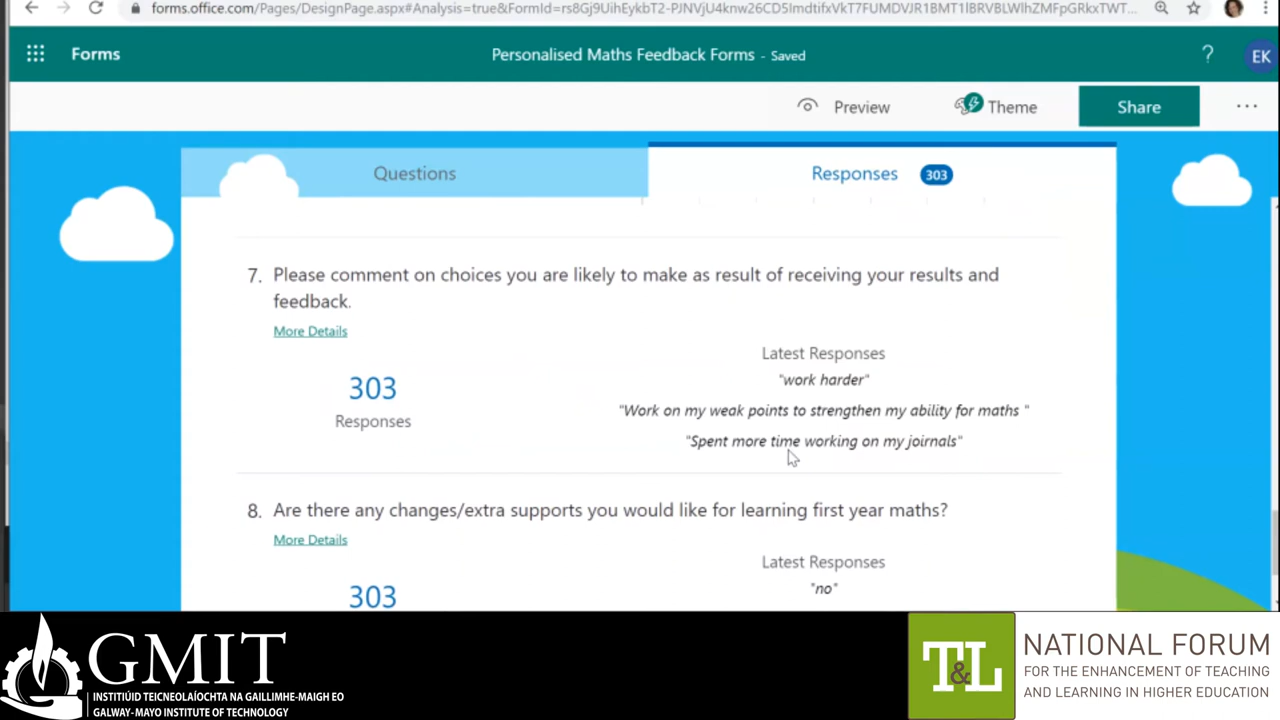 forms.office.com/Pages/DesignPage.aspx#Analysis=true&FormId=rs8Gj9UihEykbT2-PJNVjU4knw26CD5ImdtifxVkT7FUMDVJR1BMT1lBRVBLWlhZMFpGRkxTWT...
Forms
Personalised Maths Feedback Forms - Saved
?
EK
Preview
Theme
Share
...
Questions
Responses 303
7. Please comment on choices you are likely to make as result of receiving your results and
feedback.
More Details
303
Responses
Latest Responses
"work harder"
"Work on my weak points to strengthen my ability for maths "
"Spent more time working on my joirnals"
8. Are there any changes/extra supports you would like for learning first year maths?
More Details
303
Latest Responses
"no"
GMIT
INSTITIÚID TEICNEOLAÍOCHTA NA GAILLIMHE-MAIGH EO
GALWAY-MAYO INSTITUTE OF TECHNOLOGY
T&L
NATIONAL FORUM
FOR THE ENHANCEMENT OF TEACHING
AND LEARNING IN HIGHER EDUCATION